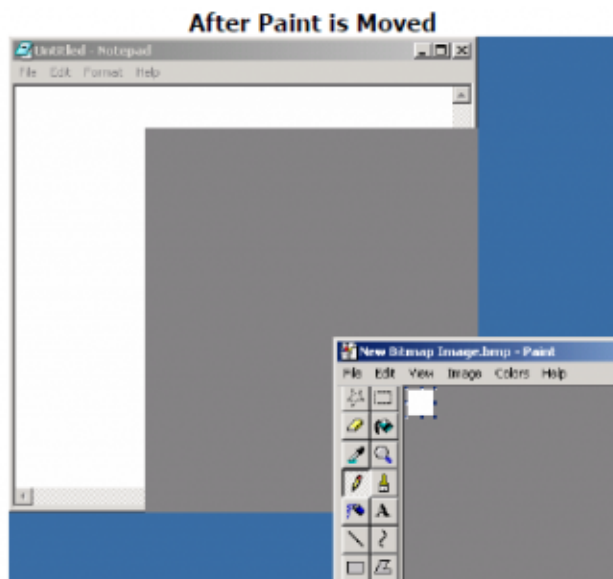 After Paint is Moved
Untitled - Notepad
File Edit Format Help
New Bitmap Image.bmp - Paint
File Edit View Image Colors Help
A